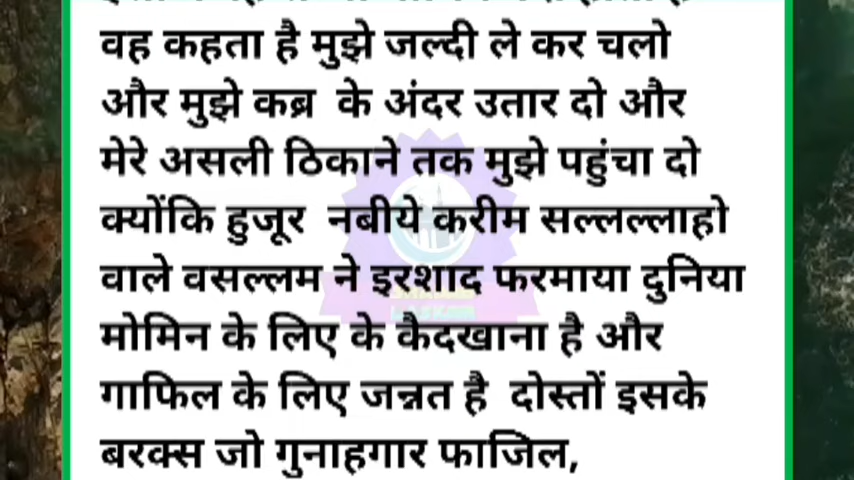 वह कहता है मुझे जल्दी ले कर चलो
और मुझे कब्र के अंदर उतार दो और
मेरे असली ठिकाने तक मुझे पहुंचा दो
क्योंकि हुजूर नबीये करीम सल्लल्लाहो
वाले वसल्लम ने इरशाद फरमाया दुनिया
मोमिन के लिए के कैदखाना है और
गाफिल के लिए जन्नत है दोस्तों इसके
बरक्स जो गुनाहगार फाजिल,